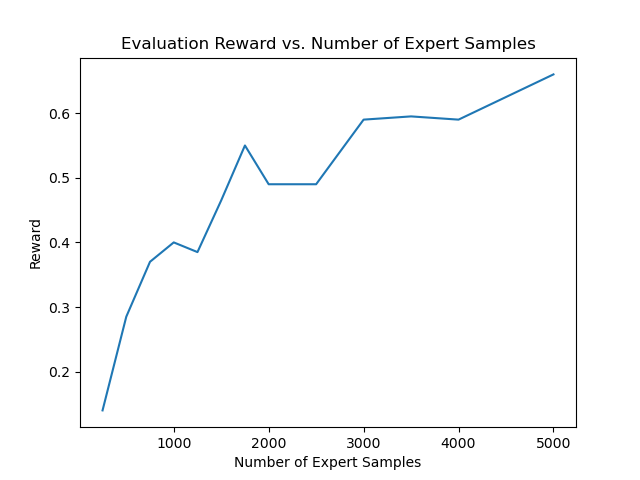 Evaluation Reward vs. Number of Expert Samples
Reward
0.6
0.5
0.4
0.3
0.2
1000 2000 3000 4000 5000
Number of Expert Samples